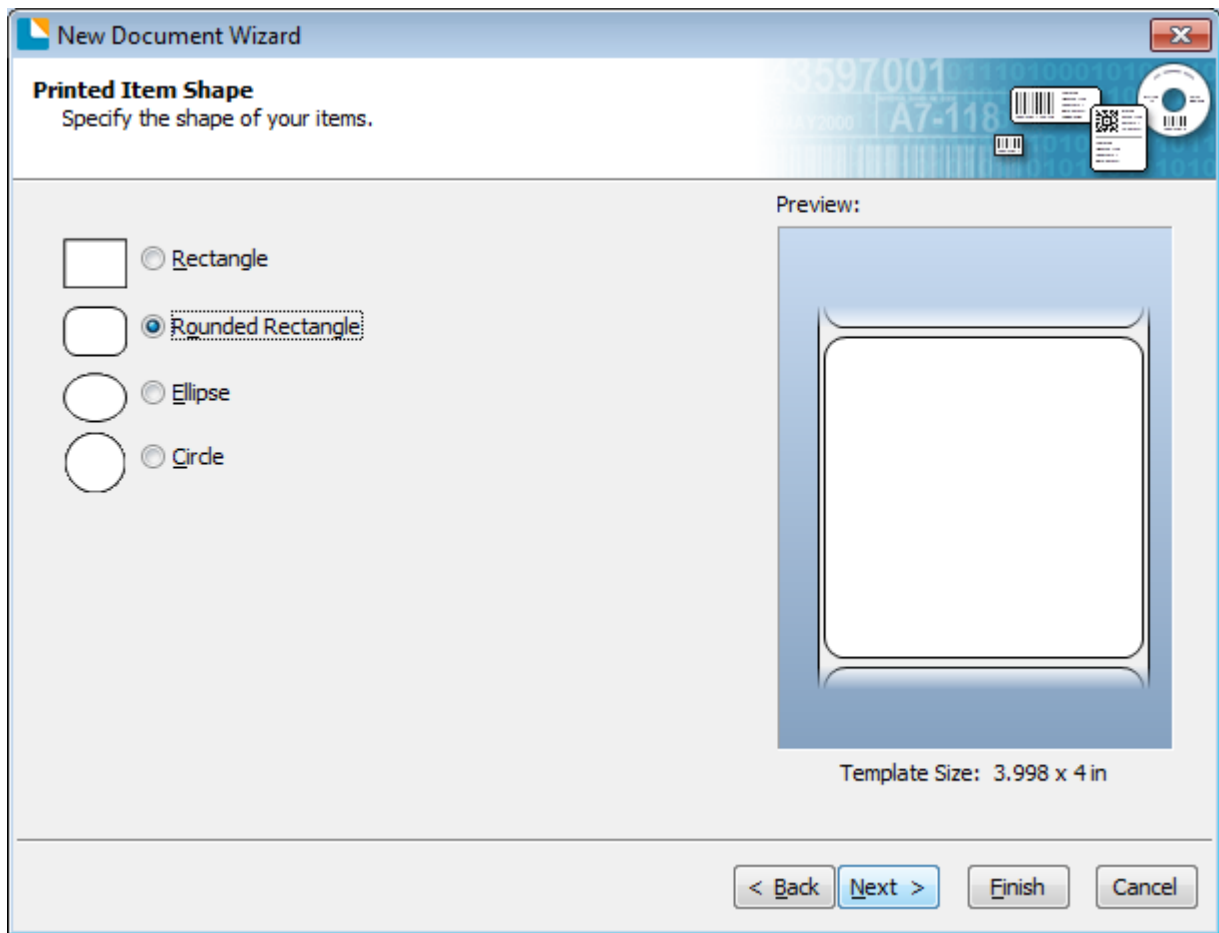 New Document Wizard
Printed Item Shape
Specify the shape of your items.
3597001
A7-118
Preview:
Rectangle
Rounded Rectangle
Ellipse
Circle
Template Size: 3.998 x 4 in
< Back
Next >
Finish
Cancel